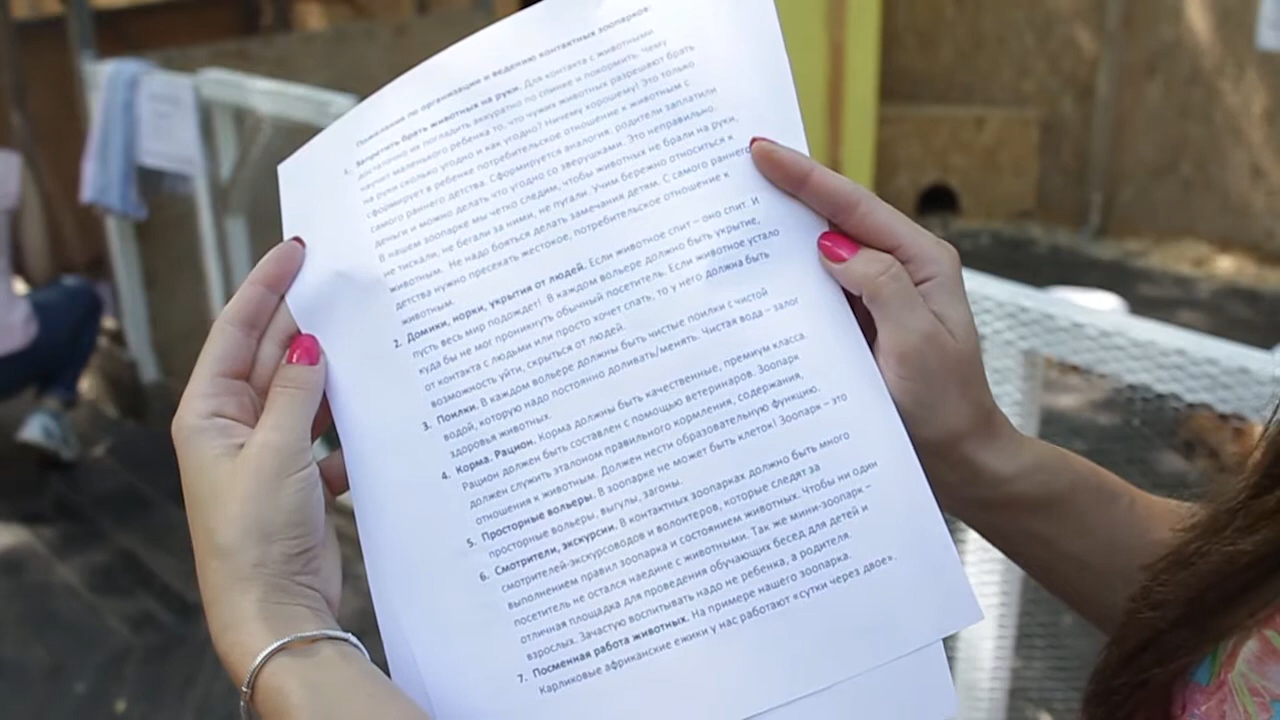 Пожелания по организации и ведению контактных зоопарков:
1. Запретить брать животных на руки. Для контакта с животными
достаточно их погладить аккуратно по спинке и покормить. Чему
научит маленького ребенка то, что чужих животных разрешают брать
на руки сколько угодно и как угодно? Ничему хорошему! Это только
сформирует в ребенке потребительское отношение к животным с
самого раннего детства. Сформируется аналогия: родители заплатили
деньги и можно делать что угодно со зверушками. Это неправильно.
В нашем зоопарке мы четко следим, чтобы животных не брали на руки,
не тискали, не бегали за ними, не пугали. Учим бережно относиться к
животным. Не надо бояться делать замечания детям. С самого раннего
детства нужно пресекать жестокое, потребительское отношение к
животным.
2. Домики, норки, укрытия от людей. Если животное спит – оно спит. И
пусть весь мир подождет! В каждом вольере должно быть укрытие,
куда бы не мог проникнуть обычный посетитель. Если животное устало
от контакта с людьми или просто хочет спать, то у него должна быть
возможность уйти, скрыться от людей.
3. Поилки. В каждом вольере должны быть чистые поилки с чистой
водой, которую надо постоянно доливать/менять. Чистая вода – залог
здоровья животных.
4. Корма. Рацион. Корма должны быть качественные, премиум класса.
Рацион должен быть составлен с помощью ветеринаров. Зоопарк
должен служить эталоном правильного кормления, содержания,
отношения к животным. Должен нести образовательную функцию.
5. Просторные вольеры. В зоопарке не может быть клеток! Зоопарк – это
просторные вольеры, выгулы, загоны.
6. Смотрители, экскурсии. В контактных зоопарках должно быть много
смотрителей-экскурсоводов и волонтеров, которые следят за
выполнением правил зоопарка и состоянием животных. Чтобы ни один
посетитель не остался наедине с животными. Так же мини-зоопарк –
отличная площадка для проведения обучающих бесед для детей и
взрослых. Зачастую воспитывать надо не ребенка, а родителя.
7. Посменная работа животных. На примере нашего зоопарка.
Карликовые африканские ежики у нас работают «сутки через двое».